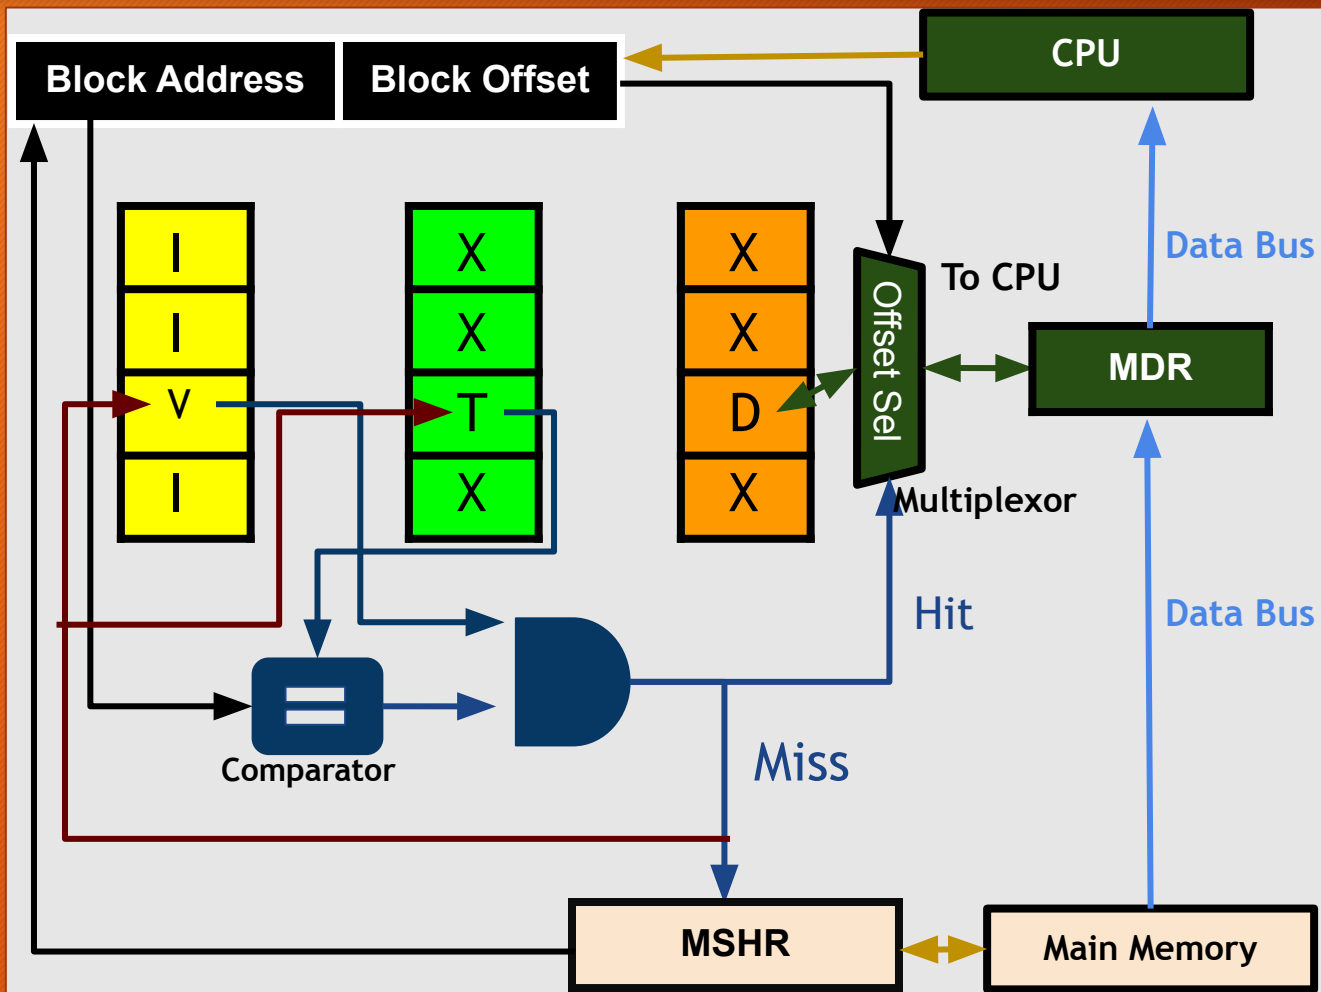 CPU
Block Address
Block Offset
Data Bus
I X X
To CPU
I X X
Offset Sel
MDR
V T D
I X X
Multiplexor
Hit
Data Bus
Comparator
Miss
MSHR
Main Memory